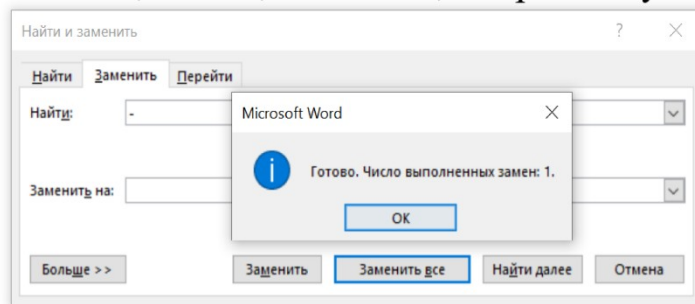 Найти и заменить ? ×
Найти Заменить Перейти
Найти: -
Microsoft Word ×
Готово. Число выполненных замен: 1.
Заменить на:
ОК
Больше >> Заменить Заменить все Найти далее Отмена